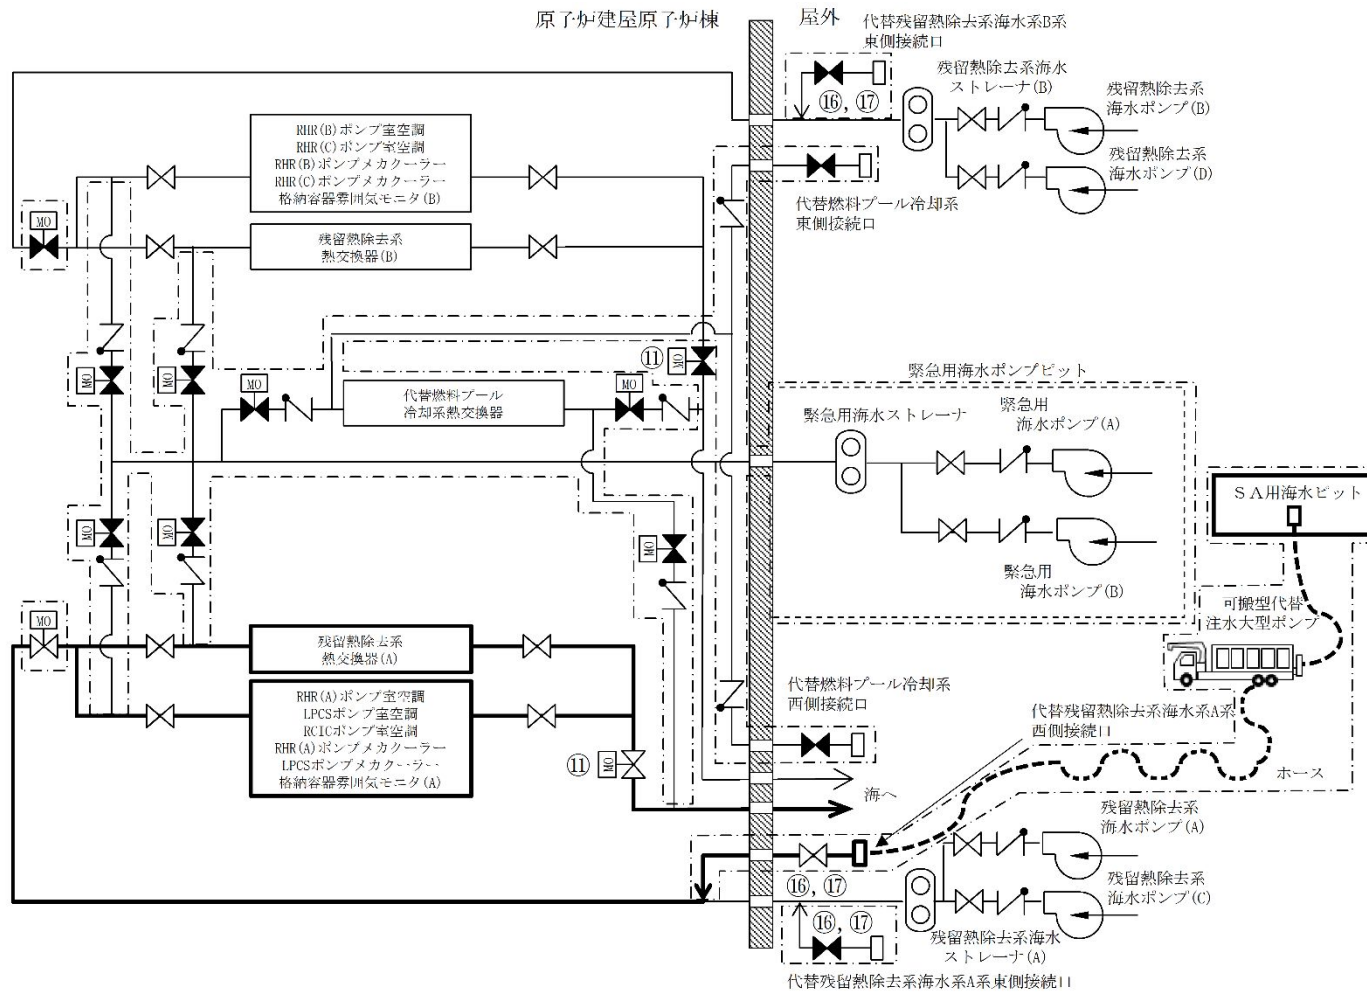 原子炉建屋原子炉棟
屋外
代替残留熱除去系海水系B系
東側接続口
⑯, ⑰
残留熱除去系海水
ストレーナ(B)
残留熱除去系
海水ポンプ(B)
残留熱除去系
海水ポンプ(D)
代替燃料プール冷却系
東側接続口
RHR(B)ポンプ室空調
RHR(C)ポンプ室空調
RHR(B)ポンプメカクーラー
RHR(C)ポンプメカクーラー
格納容器雰囲気モニタ(B)
MO
残留熱除去系
熱交換器(B)
MO
MO
MO
代替燃料プール
冷却系熱交換器
MO
⑪
MO
緊急用海水ポンプピット
緊急用海水ストレーナ
緊急用
海水ポンプ(A)
緊急用
海水ポンプ(B)
SA用海水ピット
MO
MO
MO
可搬型代替
注水大型ポンプ
MO
残留熱除去系
熱交換器(A)
RHR(A)ポンプ室空調
LPCSポンプ室空調
RCICポンプ室空調
RHR(A)ポンプメカクーラー
LPCSポンプメカクーラー
格納容器雰囲気モニタ(A)
⑪
MO
代替燃料プール冷却系
西側接続口
代替残留熱除去系海水系A系
西側接続口
ホース
海へ
残留熱除去系
海水ポンプ(A)
残留熱除去系
海水ポンプ(C)
⑯, ⑰
⑯, ⑰
残留熱除去系海水
ストレーナ(A)
代替残留熱除去系海水系A系東側接続口